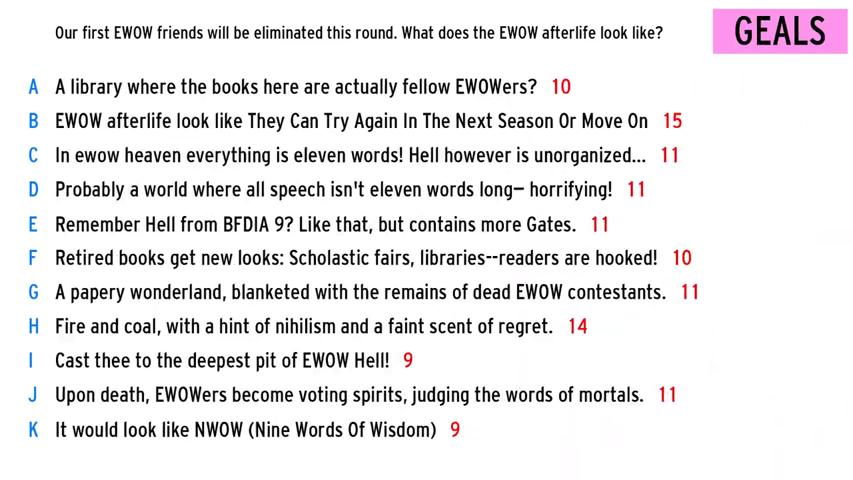 Our first EWOW friends will be eliminated this round. What does the EWOW afterlife look like?
GEALS
A A library where the books here are actually fellow EWOWers? 10
B EWOW afterlife look like They Can Try Again In The Next Season Or Move On 15
C In ewow heaven everything is eleven words! Hell however is unorganized... 11
D Probably a world where all speech isn't eleven words long— horrifying! 11
E Remember Hell from BFDIA 9? Like that, but contains more Gates. 11
F Retired books get new looks: Scholastic fairs, libraries--readers are hooked! 10
G A papery wonderland, blanketed with the remains of dead EWOW contestants. 11
H Fire and coal, with a hint of nihilism and a faint scent of regret. 14
I Cast thee to the deepest pit of EWOW Hell! 9
J Upon death, EWOWers become voting spirits, judging the words of mortals. 11
K It would look like NWOW (Nine Words Of Wisdom) 9